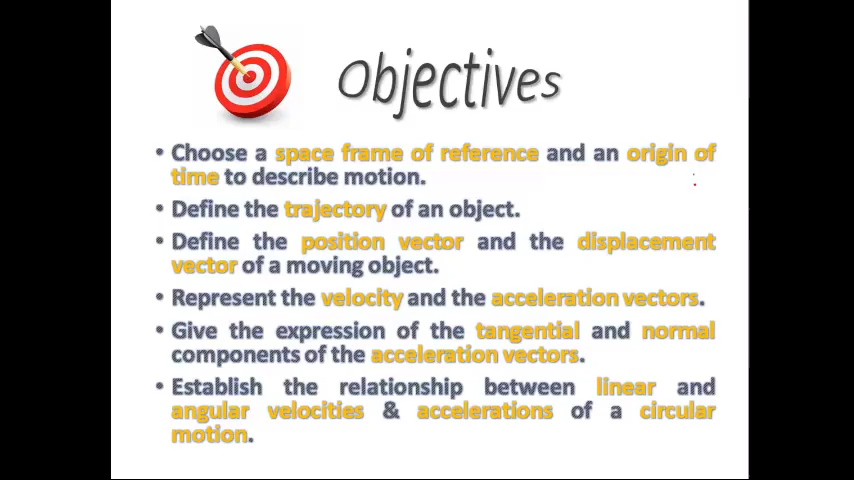 Objectives
• Choose a space frame of reference and an origin of
time to describe motion.
• Define the trajectory of an object.
• Define the position vector and the displacement
vector of a moving object.
• Represent the velocity and the acceleration vectors.
• Give the expression of the tangential and normal
components of the acceleration vectors.
• Establish the relationship between linear and
angular velocities & accelerations of a circular
motion.